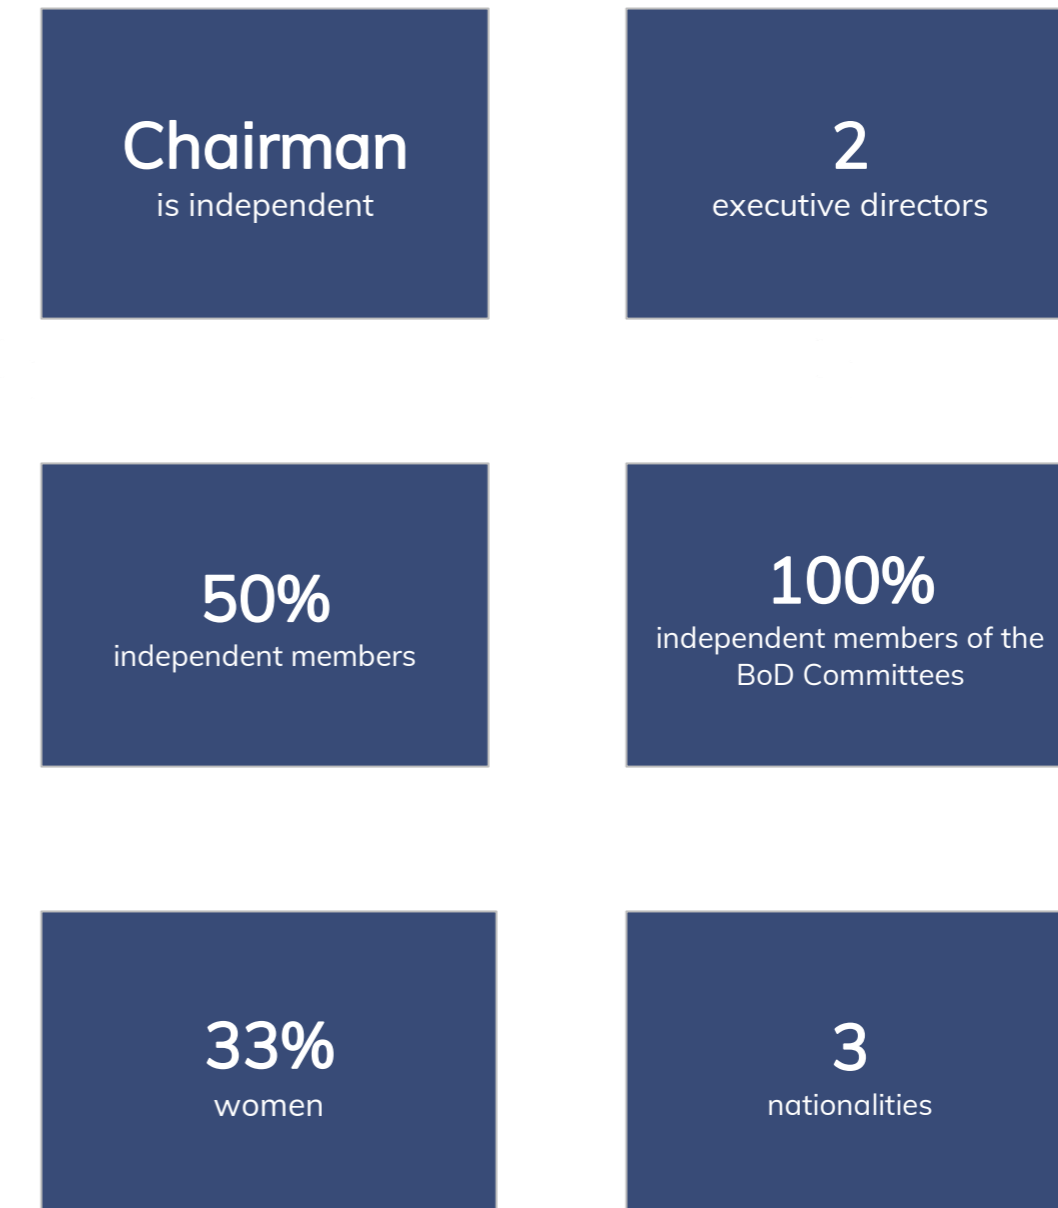 Chairman
is independent
2
executive directors
50%
independent members
100%
independent members of the
BoD Committees
33%
women
3
nationalities